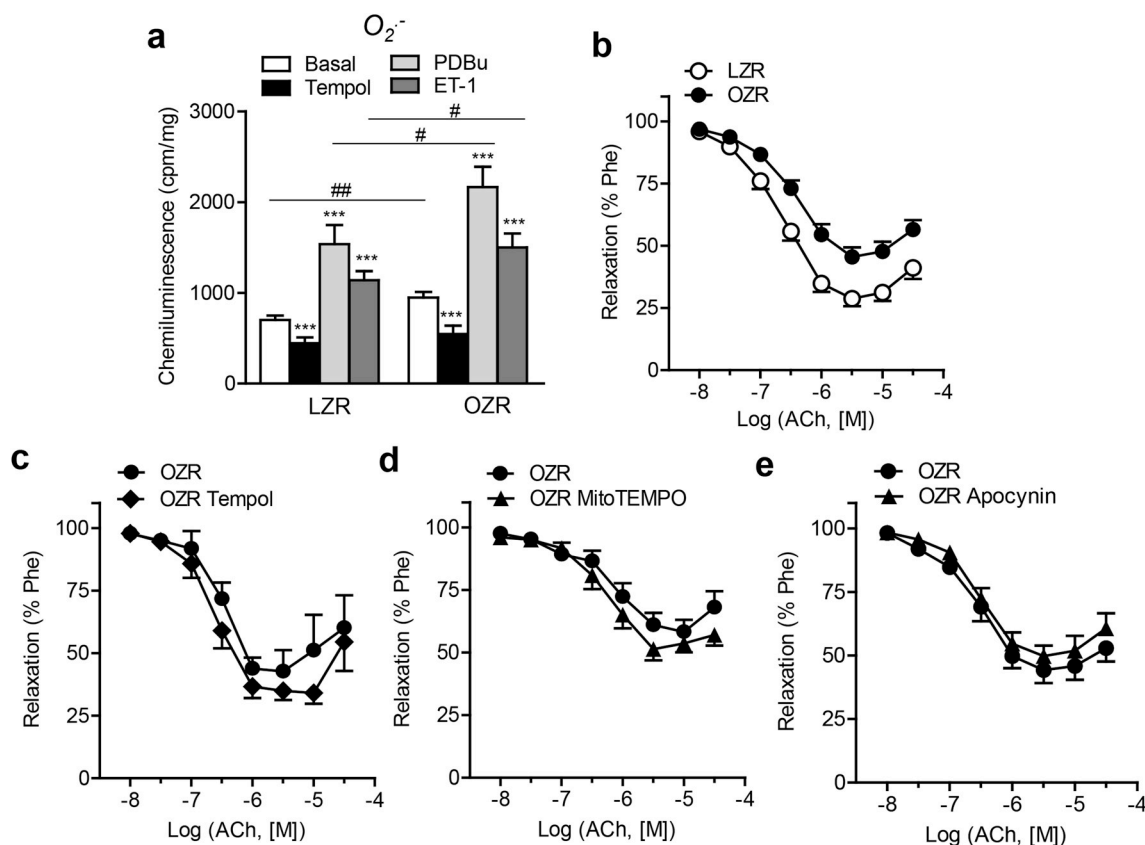 a
O₂·⁻
Basal PDBu
Tempol ET-1
Chemiluminescence (cpm/mg)
3000
2000
1000
0
#
#
##
***
***
***
***
***
***
LZR OZR
b
LZR
OZR
Relaxation (% Phe)
100
75
50
25
0
-8 -7 -6 -5 -4
Log (ACh, [M])
c
OZR
OZR Tempol
Relaxation (% Phe)
100
75
50
25
0
-8 -7 -6 -5 -4
Log (ACh, [M])
d
OZR
OZR MitoTEMPO
Relaxation (% Phe)
100
75
50
25
0
-8 -7 -6 -5 -4
Log (ACh, [M])
e
OZR
OZR Apocynin
Relaxation (% Phe)
100
75
50
25
0
-8 -7 -6 -5 -4
Log (ACh, [M])